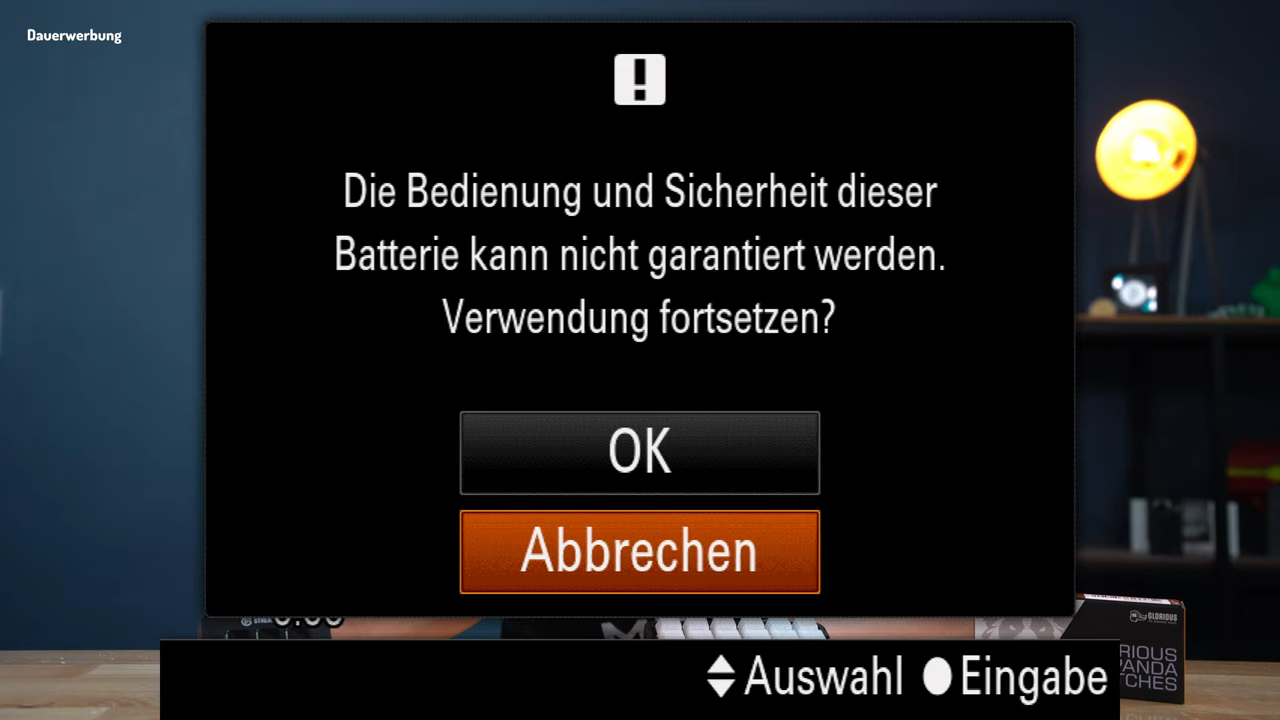 Dauerwerbung
!
Die Bedienung und Sicherheit dieser
Batterie kann nicht garantiert werden.
Verwendung fortsetzen?
OK
Abbrechen
GLORIOUS
RIOUS
PANDA
CHES
Auswahl Eingabe